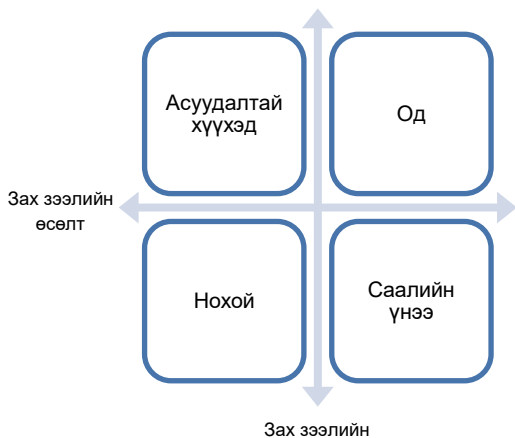 Асуудалтай
хүүхэд
Од
Зах зээлийн
өсөлт
Нохой
Саалийн
үнээ
Зах зээлийн